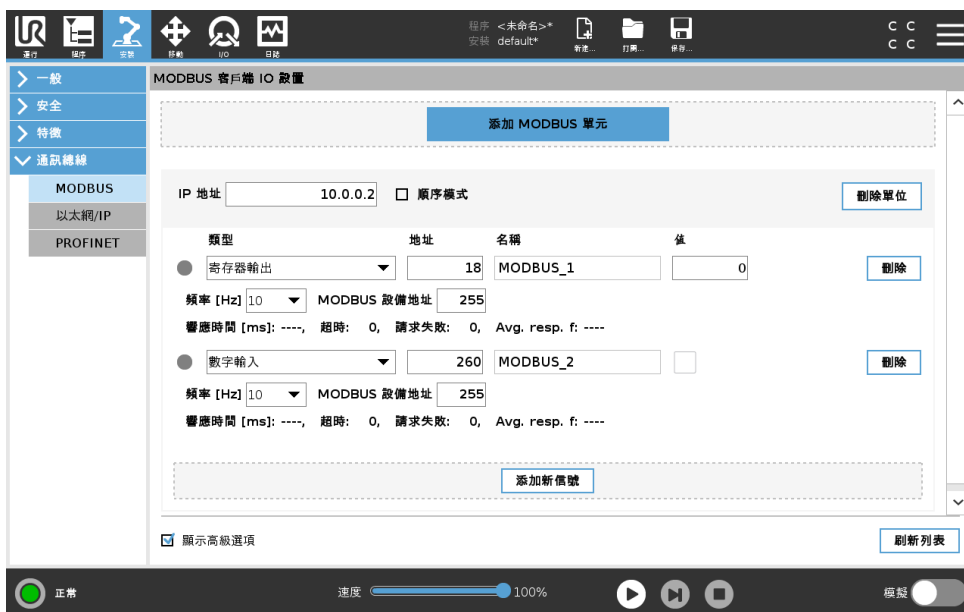 UR
運行 程序 安裝 移動 I/O 日誌
程序 <未命名>*
安裝 default*
新建... 打開... 保存...
C C
C C
一般
安全
特徵
通訊總線
MODBUS
以太網/IP
PROFINET
MODBUS 客戶端 IO 設置
添加 MODBUS 單元
IP 地址 10.0.0.2 順序模式 刪除單位
類型 地址 名稱 值
寄存器輸出 18 MODBUS_1 0 刪除
頻率 [Hz] 10 MODBUS 設備地址 255
響應時間 [ms]: ----, 超時: 0, 請求失敗: 0, Avg. resp. f: ----
數字輸入 260 MODBUS_2 刪除
頻率 [Hz] 10 MODBUS 設備地址 255
響應時間 [ms]: ----, 超時: 0, 請求失敗: 0, Avg. resp. f: ----
添加新信號
顯示高級選項 刷新列表
正常 速度 100% 模擬